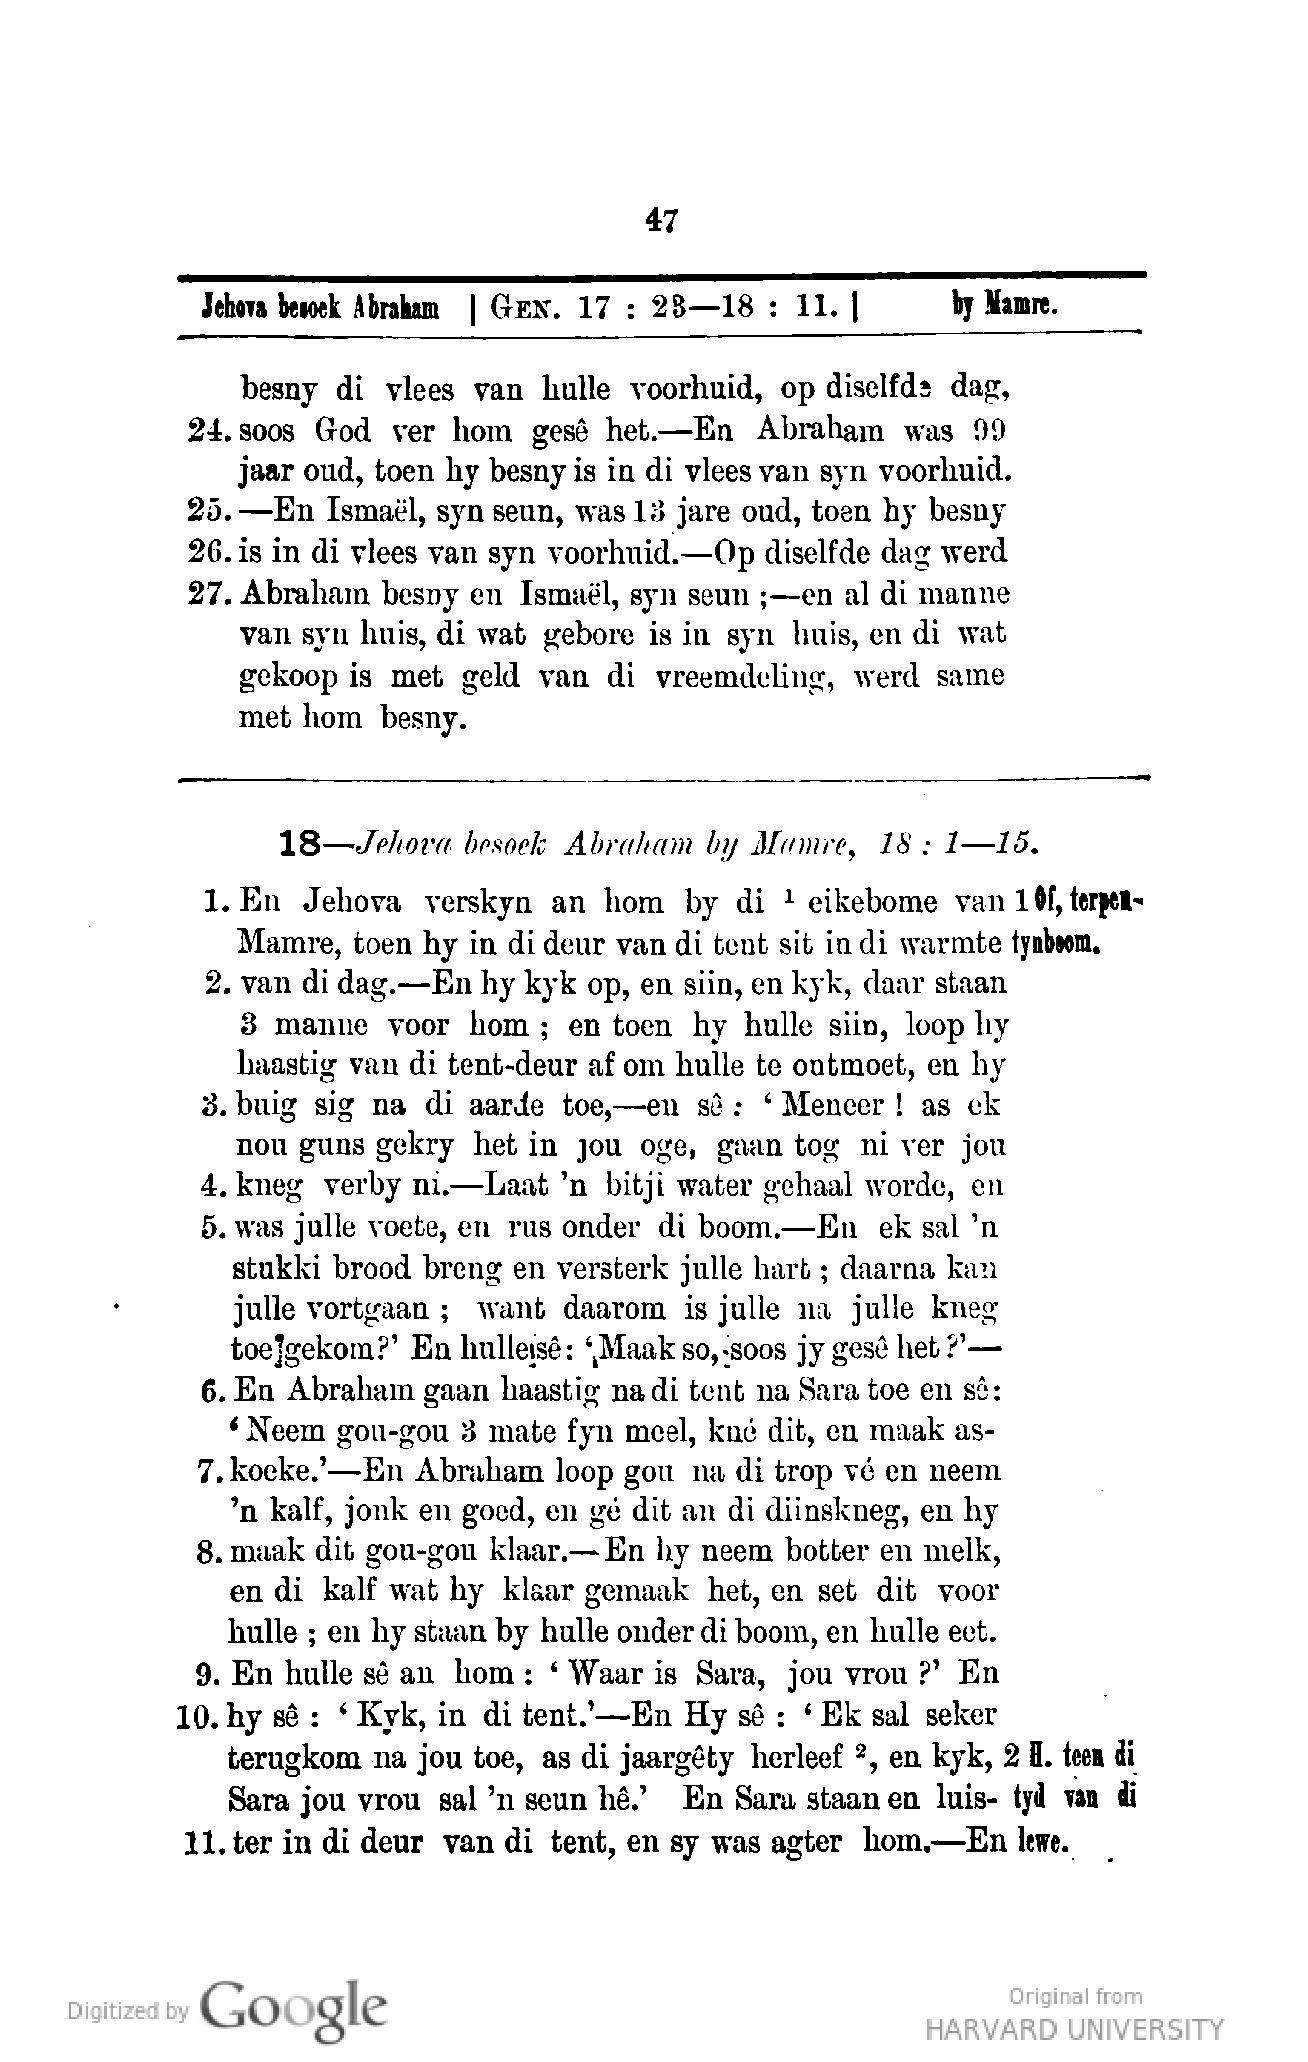 47
Jehova besoek Abraham | GEN. 17 : 23—18 : 11. | by Mamre.
besny di vlees van hulle voorhuid, op diselfde dag,
24. soos God ver hom gesê het.—En Abraham was 99
jaar oud, toen hy besny is in di vlees van syn voorhuid.
25. —En Ismaël, syn seun, was 13 jare oud, toen hy besny
26. is in di vlees van syn voorhuid.—Op diselfde dag werd
27. Abraham besny en Ismaël, syn seun ;—en al di manne
van syn huis, di wat gebore is in syn huis, en di wat
gekoop is met geld van di vreemdeling, werd same
met hom besny.
18—Jehova besoek Abraham by Mamre, 18 : 1—15.
1. En Jehova verskyn an hom by di ¹ eikebome van 1 Of, terpen-
Mamre, toen hy in di deur van di tent sit in di warmte tynboom.
2. van di dag.—En hy kyk op, en siin, en kyk, daar staan
3 manne voor hom ; en toen hy hulle siin, loop hy
haastig van di tent-deur af om hulle te ontmoet, en hy
3. buig sig na di aarde toe,—en sê : ‘ Meneer ! as ek
nou guns gekry het in jou oge, gaan tog ni ver jou
4. kneg verby ni.—Laat ’n bitji water gehaal worde, en
5. was julle voete, en rus onder di boom.—En ek sal ’n
stukki brood breng en versterk julle hart ; daarna kan
julle vortgaan ; want daarom is julle na julle kneg
toe gekom?’ En hulle sê: ‘Maak so, soos jy gesê het ?’—
6. En Abraham gaan haastig na di tent na Sara toe en sê:
‘ Neem gou-gou 3 mate fyn meel, kné dit, en maak as-
7. koeke.’—En Abraham loop gou na di trop vé en neem
’n kalf, jonk en goed, en gé dit an di diinskneg, en hy
8. maak dit gou-gou klaar.—En hy neem botter en melk,
en di kalf wat hy klaar gemaak het, en set dit voor
hulle ; en hy staan by hulle onder di boom, en hulle eet.
9. En hulle sê an hom : ‘ Waar is Sara, jou vrou ?’ En
10. hy sê : ‘ Kyk, in di tent.’—En Hy sê : ‘ Ek sal seker
terugkom na jou toe, as di jaargêty herleef ², en kyk, 2 H. teen di
Sara jou vrou sal ’n seun hê.’ En Sara staan en luis- tyd van di
11. ter in di deur van di tent, en sy was agter hom.—En lewe.
Digitized by Google
Original from
HARVARD UNIVERSITY